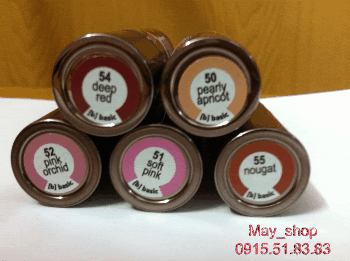 54
deep
red
[b] basic
50
pearly
apricot
[b] basic
52
pink
orchid
[b] basic
51
soft
pink
[b] basic
55
nougat
[b] basic
May_shop
0915.51.83.83